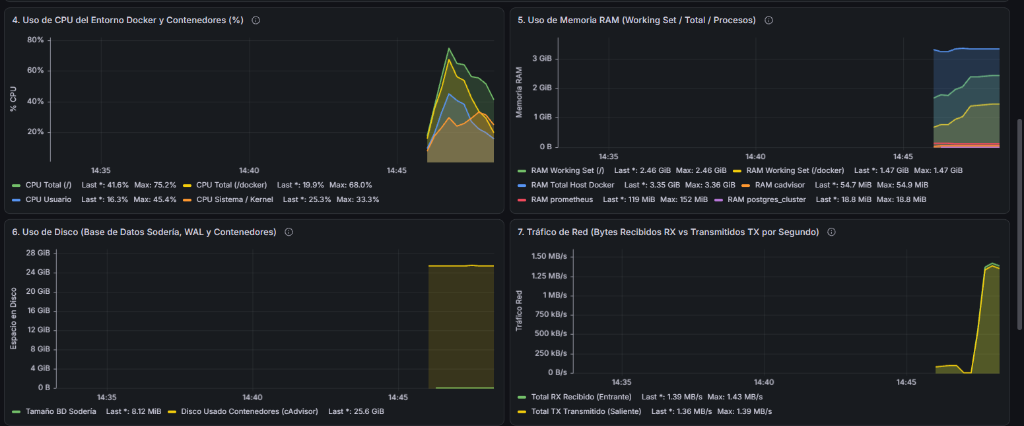 4. Uso de CPU del Entorno Docker y Contenedores (%)
80%
60%
40%
20%
% CPU
14:35 14:40 14:45
CPU Total (/) Last *: 41.6% Max: 75.2% CPU Total (/docker) Last *: 19.9% Max: 68.0%
CPU Usuario Last *: 16.3% Max: 45.4% CPU Sistema / Kernel Last *: 25.3% Max: 33.3%
5. Uso de Memoria RAM (Working Set / Total / Procesos)
3 GiB
2 GiB
1 GiB
0 B
Memoria RAM
14:35 14:40 14:45
RAM Working Set (/) Last *: 2.46 GiB Max: 2.46 GiB RAM Working Set (/docker) Last *: 1.47 GiB Max: 1.47 GiB
RAM Total Host Docker Last *: 3.35 GiB Max: 3.36 GiB RAM cadvisor Last *: 54.7 MiB Max: 54.9 MiB
RAM prometheus Last *: 119 MiB Max: 152 MiB RAM postgres_cluster Last *: 18.8 MiB Max: 18.8 MiB
6. Uso de Disco (Base de Datos Sodería, WAL y Contenedores)
28 GiB
24 GiB
20 GiB
16 GiB
12 GiB
8 GiB
4 GiB
0 B
Espacio en Disco
14:35 14:40 14:45
Tamaño BD Sodería Last *: 8.12 MiB Disco Usado Contenedores (cAdvisor) Last *: 25.6 GiB
7. Tráfico de Red (Bytes Recibidos RX vs Transmitidos TX por Segundo)
1.50 MB/s
1.25 MB/s
1 MB/s
750 kB/s
500 kB/s
250 kB/s
0 B/s
Tráfico Red
14:35 14:40 14:45
Total RX Recibido (Entrante) Last *: 1.39 MB/s Max: 1.43 MB/s
Total TX Transmitido (Saliente) Last *: 1.36 MB/s Max: 1.39 MB/s